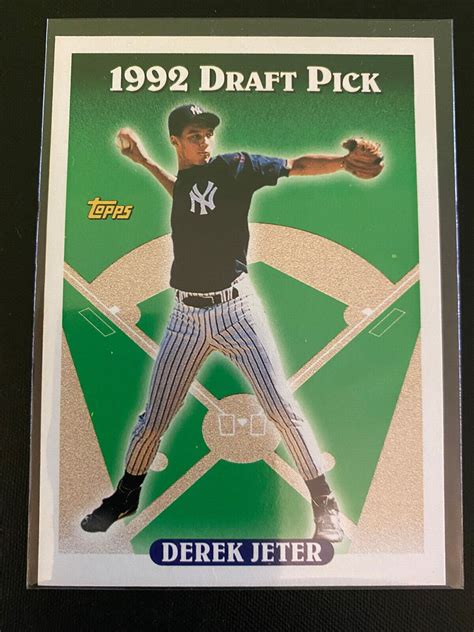 1992 DRAFT PICK
topps
NY
DEREK JETER